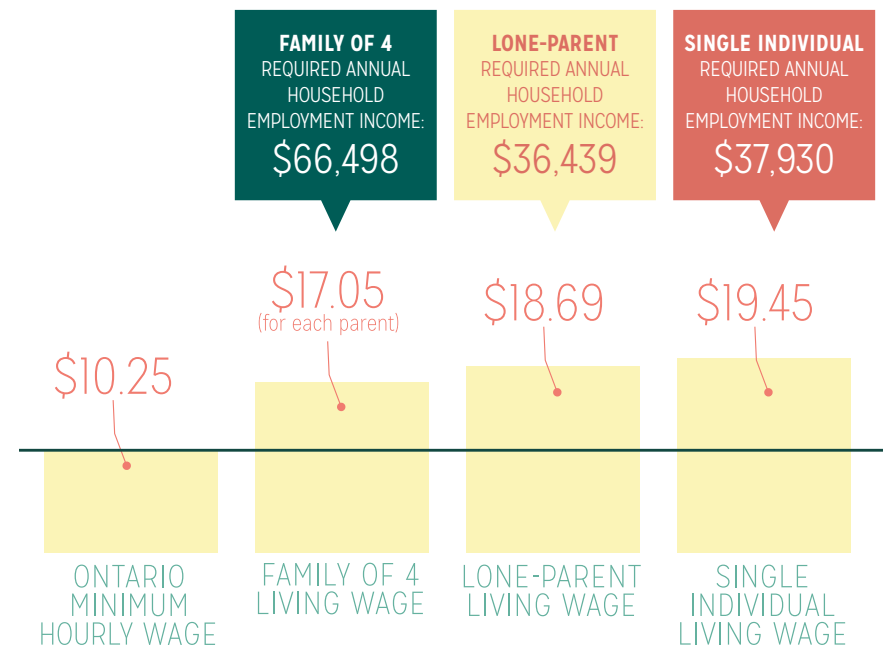 FAMILY OF 4
REQUIRED ANNUAL
HOUSEHOLD
EMPLOYMENT INCOME:
$66,498
LONE-PARENT
REQUIRED ANNUAL
HOUSEHOLD
EMPLOYMENT INCOME:
$36,439
SINGLE INDIVIDUAL
REQUIRED ANNUAL
HOUSEHOLD
EMPLOYMENT INCOME:
$37,930
$10.25
$17.05
(for each parent)
$18.69
$19.45
ONTARIO
MINIMUM
HOURLY WAGE
FAMILY OF 4
LIVING WAGE
LONE-PARENT
LIVING WAGE
SINGLE
INDIVIDUAL
LIVING WAGE